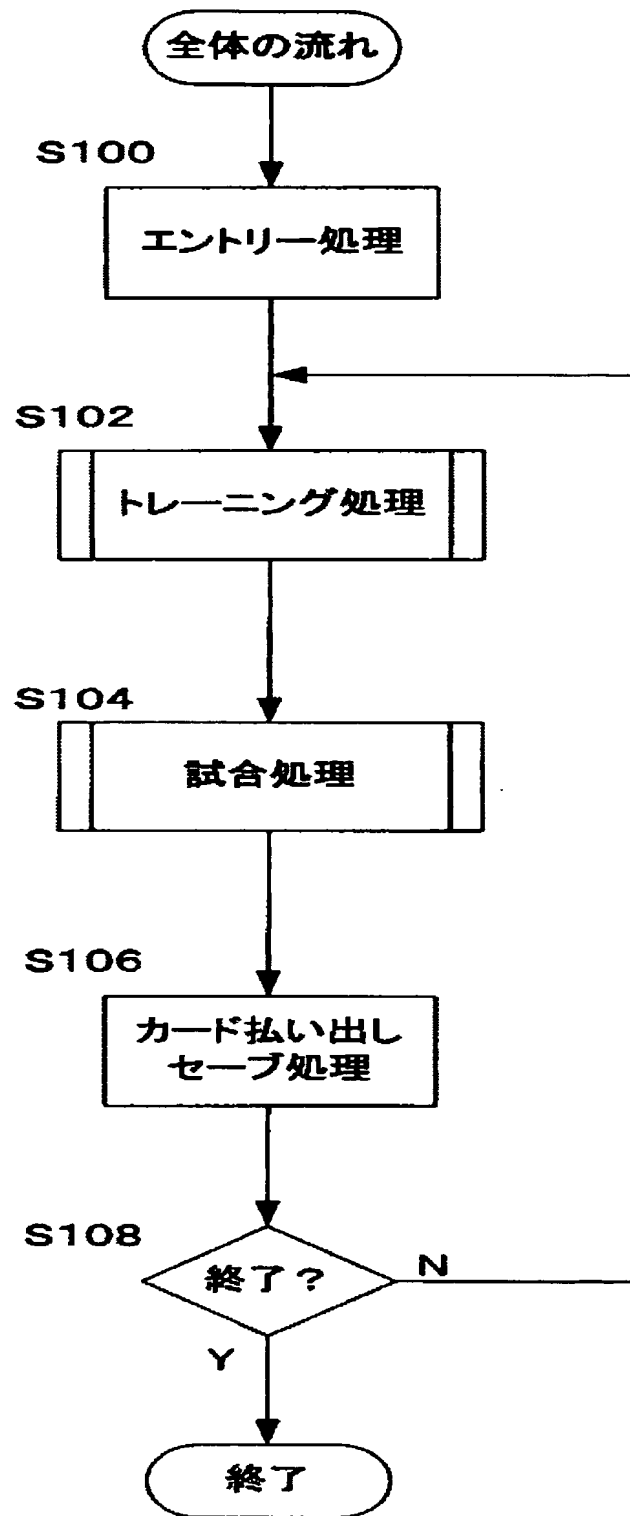 全体の流れ
S100
エントリー処理
S102
トレーニング処理
S104
試合処理
S106
カード払い出し
セーブ処理
S108
終了？
N
Y
終了